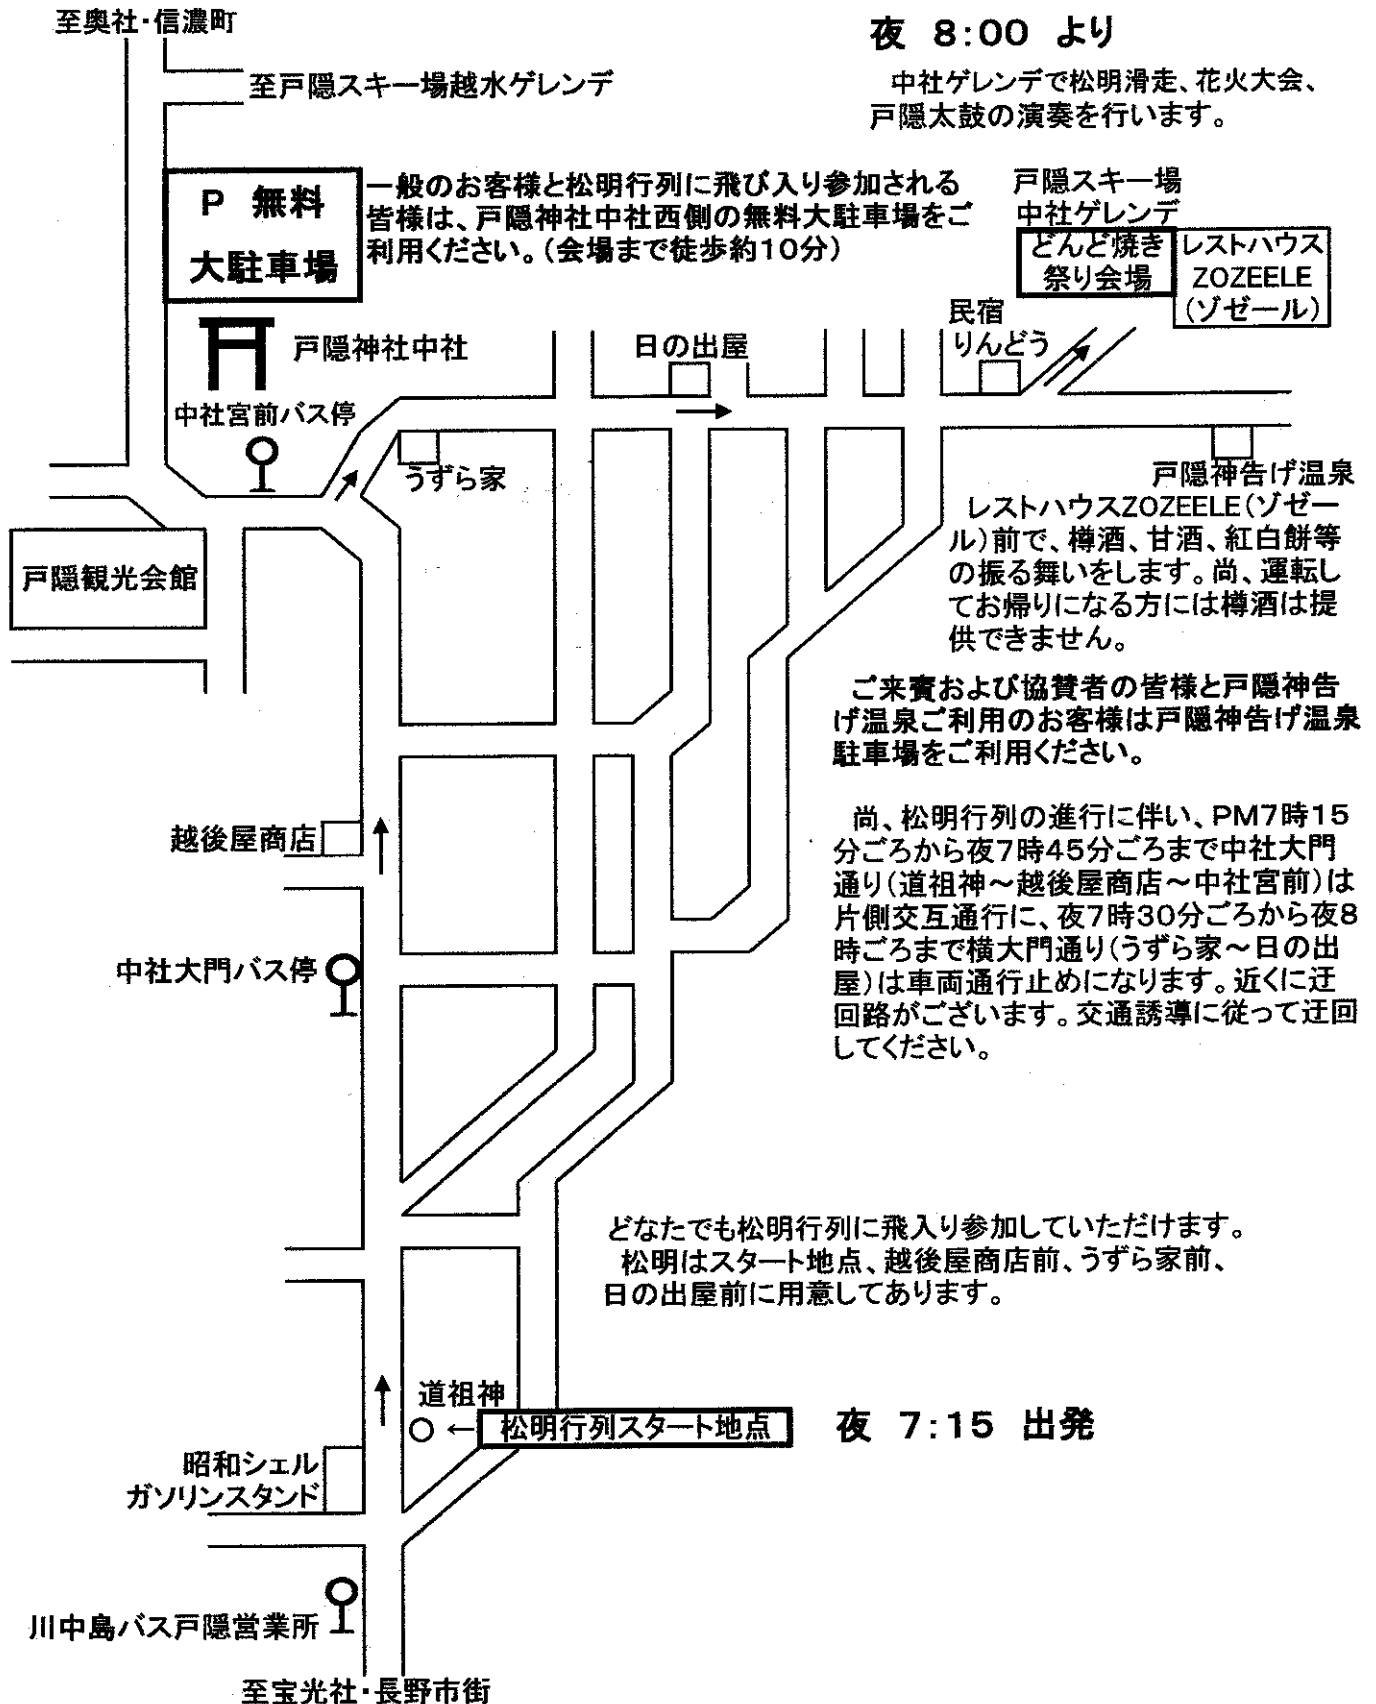 至奥社・信濃町
夜 8:00 より
至戸隠スキー場越水ゲレンデ
中社ゲレンデで松明滑走、花火大会、
戸隠太鼓の演奏を行います。
P 無料
大駐車場
一般のお客様と松明行列に飛び入り参加される
皆様は、戸隠神社中社西側の無料大駐車場をご
利用ください。(会場まで徒歩約10分)
戸隠スキー場
中社ゲレンデ
どんど焼き
祭り会場
レストハウス
ZOZEELE
(ゾゼール)
戸隠神社中社
日の出屋
民宿
りんどう
中社宮前バス停
うずら家
戸隠神告げ温泉
レストハウスZOZEELE(ゾゼー
ル)前で、樽酒、甘酒、紅白餅等
の振る舞いをします。尚、運転し
てお帰りになる方には樽酒は提
供できません。
戸隠観光会館
ご来賓および協賛者の皆様と戸隠神告
げ温泉ご利用のお客様は戸隠神告げ温泉
駐車場をご利用ください。
越後屋商店
尚、松明行列の進行に伴い、PM7時15
分ごろから夜7時45分ごろまで中社大門
通り(道祖神~越後屋商店~中社宮前)は
片側交互通行に、夜7時30分ごろから夜8
時ごろまで横大門通り(うずら家~日の出
屋)は車両通行止めになります。近くに迂
回路がございます。交通誘導に従って迂回
してください。
中社大門バス停
どなたでも松明行列に飛入り参加していただけます。
松明はスタート地点、越後屋商店前、うずら家前、
日の出屋前に用意してあります。
道祖神
松明行列スタート地点
夜 7:15 出発
昭和シェル
ガソリンスタンド
川中島バス戸隠営業所
至宝光社・長野市街